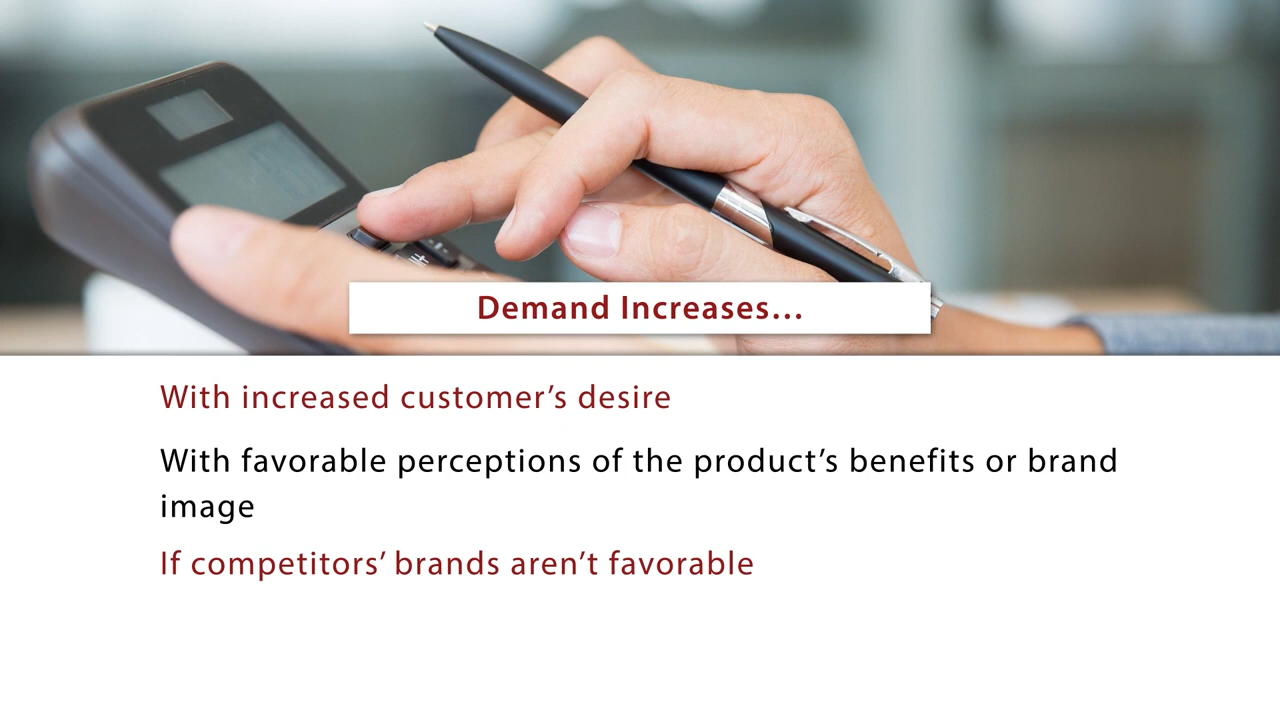 Demand Increases...
With increased customer’s desire
With favorable perceptions of the product’s benefits or brand
image
If competitors’ brands aren’t favorable